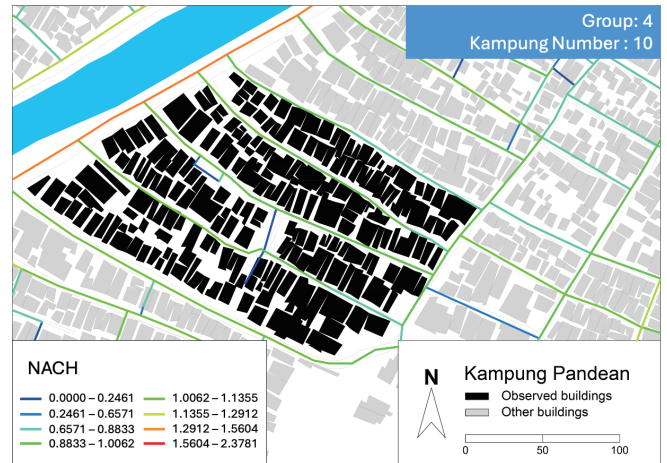 Group: 4
Kampung Number : 10
NACH
0.0000 – 0.2461
0.2461 – 0.6571
0.6571 – 0.8833
0.8833 – 1.0062
1.0062 – 1.1355
1.1355 – 1.2912
1.2912 – 1.5604
1.5604 – 2.3781
N
Kampung Pandean
Observed buildings
Other buildings
0 50 100